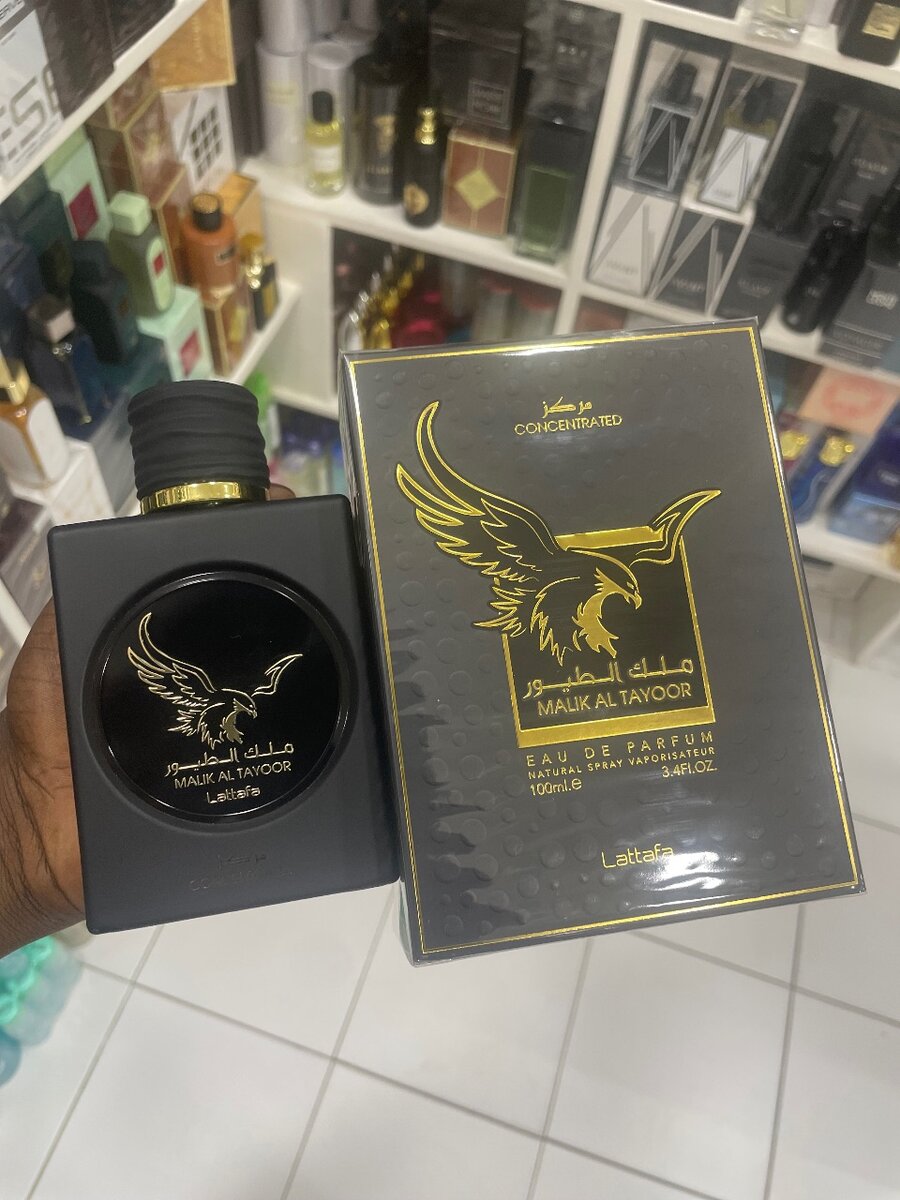 مركز
CONCENTRATED
ملك الطيور
MALIK AL TAYOOR
EAU DE PARFUM
NATURAL SPRAY VAPORISATEUR
100ml.e 3.4FL.OZ.
Lattafa
ملك الطيور
MALIK AL TAYOOR
Lattafa
مركز